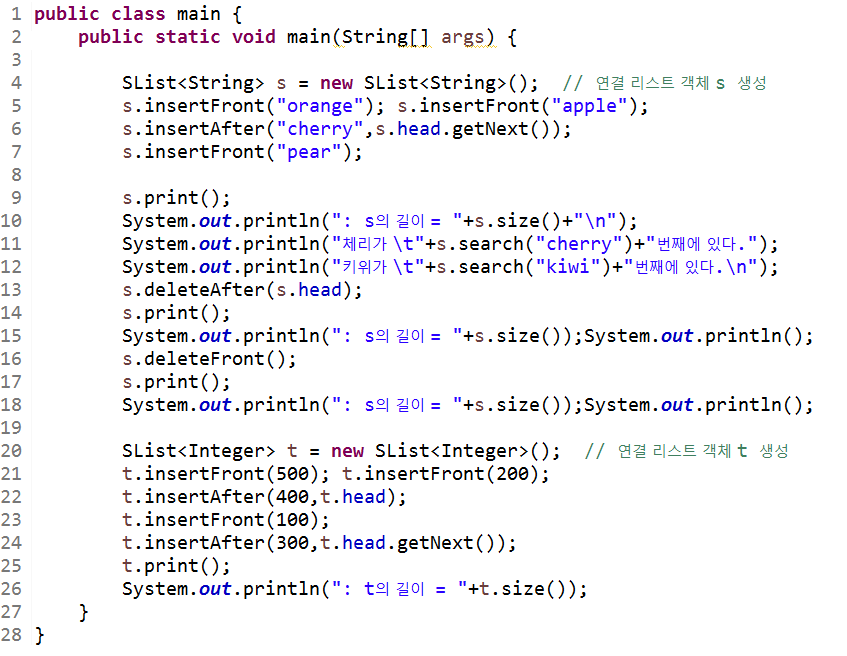 1 public class main {
2     public static void main(String[] args) {
3
4         SList<String> s = new SList<String>();  // 연결 리스트 객체 s 생성
5         s.insertFront("orange"); s.insertFront("apple");
6         s.insertAfter("cherry",s.head.getNext());
7         s.insertFront("pear");
8
9         s.print();
10         System.out.println(": s의 길이 = "+s.size()+"\n");
11         System.out.println("체리가 \t"+s.search("cherry")+"번째에 있다.");
12         System.out.println("키위가 \t"+s.search("kiwi")+"번째에 있다.\n");
13         s.deleteAfter(s.head);
14         s.print();
15         System.out.println(": s의 길이 = "+s.size());System.out.println();
16         s.deleteFront();
17         s.print();
18         System.out.println(": s의 길이 = "+s.size());System.out.println();
19
20         SList<Integer> t = new SList<Integer>();  // 연결 리스트 객체 t 생성
21         t.insertFront(500); t.insertFront(200);
22         t.insertAfter(400,t.head);
23         t.insertFront(100);
24         t.insertAfter(300,t.head.getNext());
25         t.print();
26         System.out.println(": t의 길이 = "+t.size());
27     }
28 }